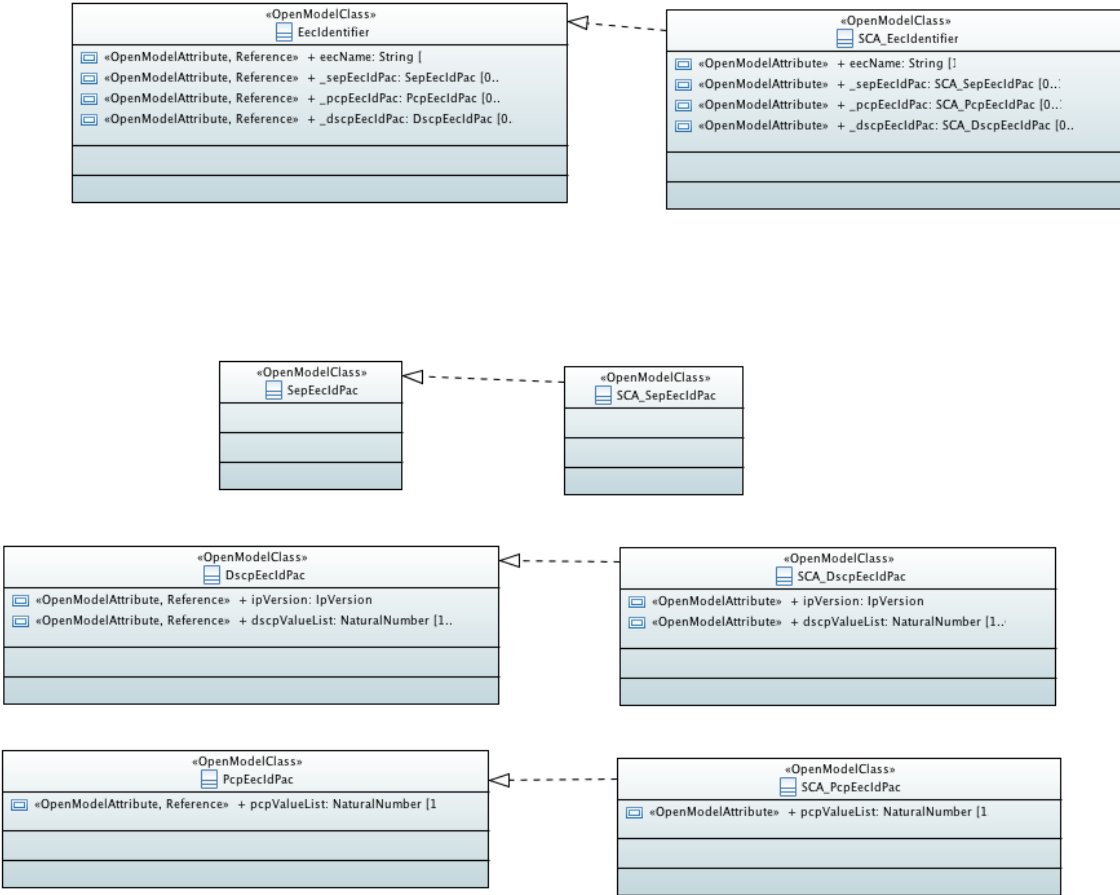 «OpenModelClass»
EecIdentifier
«OpenModelAttribute, Reference» + eecName: String [
«OpenModelAttribute, Reference» + _sepEecIdPac: SepEecIdPac [0..
«OpenModelAttribute, Reference» + _pcpEecIdPac: PcpEecIdPac [0..
«OpenModelAttribute, Reference» + _dscpEecIdPac: DscpEecIdPac [0.
«OpenModelClass»
SCA_EecIdentifier
«OpenModelAttribute» + eecName: String [1
«OpenModelAttribute» + _sepEecIdPac: SCA_SepEecIdPac [0..
«OpenModelAttribute» + _pcpEecIdPac: SCA_PcpEecIdPac [0..
«OpenModelAttribute» + _dscpEecIdPac: SCA_DscpEecIdPac [0..
«OpenModelClass»
SepEecIdPac
«OpenModelClass»
SCA_SepEecIdPac
«OpenModelClass»
DscpEecIdPac
«OpenModelAttribute, Reference» + ipVersion: IpVersion
«OpenModelAttribute, Reference» + dscpValueList: NaturalNumber [1..
«OpenModelClass»
SCA_DscpEecIdPac
«OpenModelAttribute» + ipVersion: IpVersion
«OpenModelAttribute» + dscpValueList: NaturalNumber [1..
«OpenModelClass»
PcpEecIdPac
«OpenModelAttribute, Reference» + pcpValueList: NaturalNumber [1
«OpenModelClass»
SCA_PcpEecIdPac
«OpenModelAttribute» + pcpValueList: NaturalNumber [1